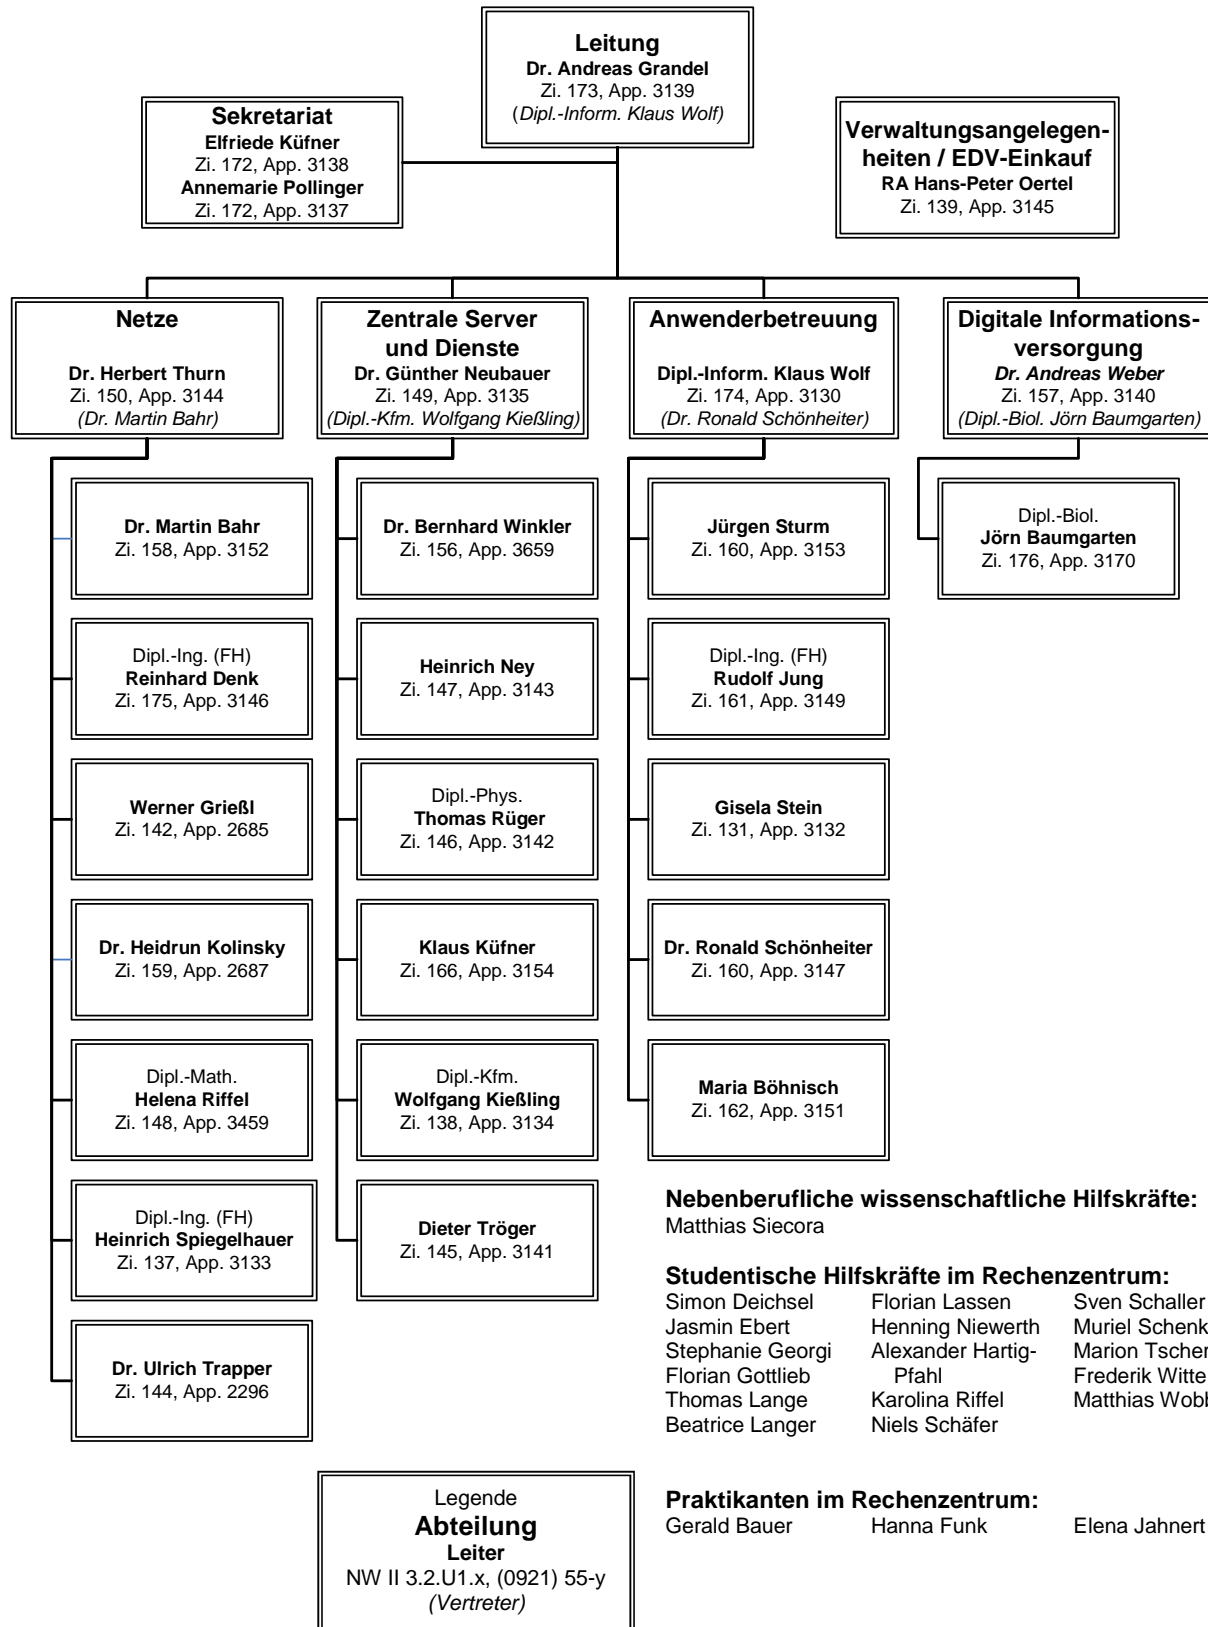 Leitung
Dr. Andreas Grandel
Zi. 173, App. 3139
(Dipl.-Inform. Klaus Wolf)
Sekretariat
Elfriede Küfner
Zi. 172, App. 3138
Annemarie Pollinger
Zi. 172, App. 3137
Verwaltungsangelegen-
heiten / EDV-Einkauf
RA Hans-Peter Oertel
Zi. 139, App. 3145
Netze
Dr. Herbert Thurn
Zi. 150, App. 3144
(Dr. Martin Bahr)
Zentrale Server
und Dienste
Dr. Günther Neubauer
Zi. 149, App. 3135
(Dipl.-Kfm. Wolfgang Kießling)
Anwenderbetreuung
Dipl.-Inform. Klaus Wolf
Zi. 174, App. 3130
(Dr. Ronald Schönheiter)
Digitale Informations-
versorgung
Dr. Andreas Weber
Zi. 157, App. 3140
(Dipl.-Biol. Jörn Baumgarten)
Dr. Martin Bahr
Zi. 158, App. 3152
Dipl.-Ing. (FH)
Reinhard Denk
Zi. 175, App. 3146
Werner Grießl
Zi. 142, App. 2685
Dr. Heidrun Kolinsky
Zi. 159, App. 2687
Dipl.-Math.
Helena Riffel
Zi. 148, App. 3459
Dipl.-Ing. (FH)
Heinrich Spiegelhauer
Zi. 137, App. 3133
Dr. Ulrich Trapper
Zi. 144, App. 2296
Dr. Bernhard Winkler
Zi. 156, App. 3659
Heinrich Ney
Zi. 147, App. 3143
Dipl.-Phys.
Thomas Rüger
Zi. 146, App. 3142
Klaus Küfner
Zi. 166, App. 3154
Dipl.-Kfm.
Wolfgang Kießling
Zi. 138, App. 3134
Dieter Tröger
Zi. 145, App. 3141
Jürgen Sturm
Zi. 160, App. 3153
Dipl.-Ing. (FH)
Rudolf Jung
Zi. 161, App. 3149
Gisela Stein
Zi. 131, App. 3132
Dr. Ronald Schönheiter
Zi. 160, App. 3147
Maria Böhnisch
Zi. 162, App. 3151
Dipl.-Biol.
Jörn Baumgarten
Zi. 176, App. 3170
Nebenberufliche wissenschaftliche Hilfskräfte:
Matthias Siecora
Studentische Hilfskräfte im Rechenzentrum:
Simon Deichsel Florian Lassen Sven Schaller
Jasmin Ebert Henning Niewerth Muriel Schenk
Stephanie Georgi Alexander Hartig- Marion
Florian Gottlieb Pfahl Frederik Witte
Thomas Lange Karolina Riffel Matthias
Beatrice Langer Niels Schäfer
Praktikanten im Rechenzentrum:
Gerald Bauer Hanna Funk Elena Jahnert
Legende
Abteilung
Leiter
NW II 3.2.U1.x, (0921) 55-y
(Vertreter)